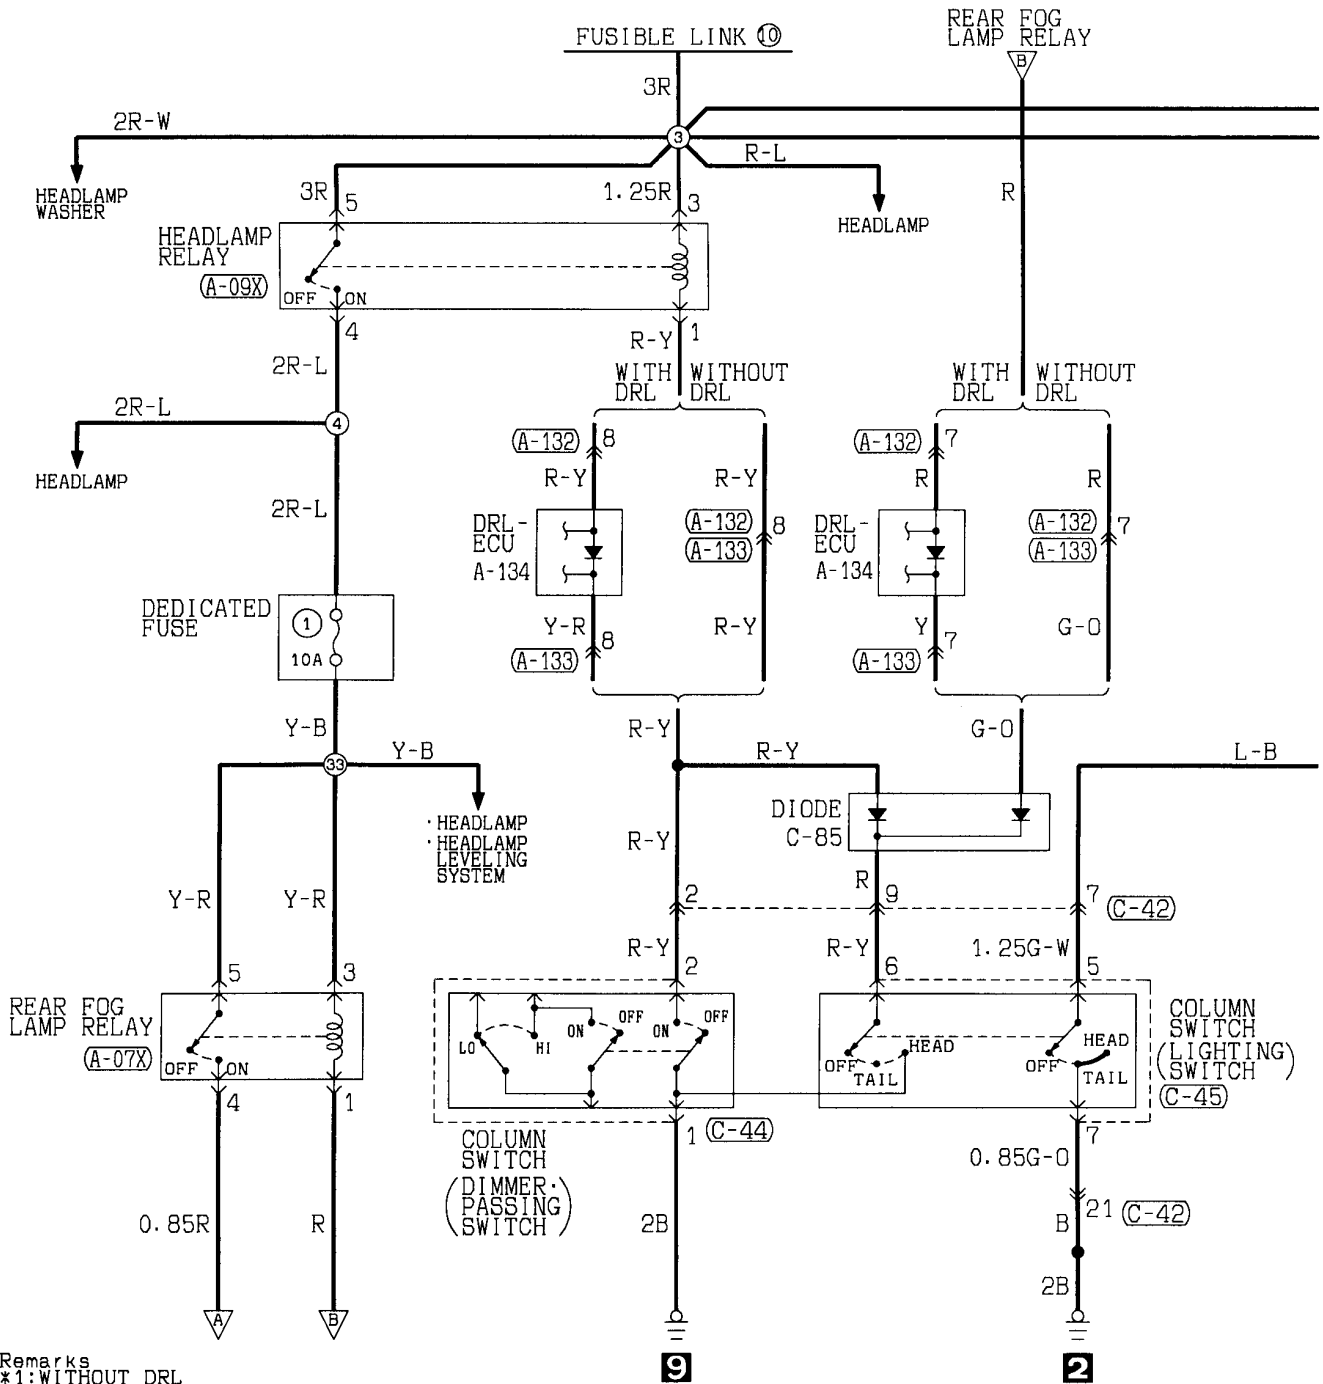 FUSIBLE LINK 10
REAR FOG
LAMP RELAY
B
3R
2R-W
3
R-L
HEADLAMP
WASHER
3R
5
1.25R
3
R
HEADLAMP
HEADLAMP
RELAY
A-09X
OFF
ON
4
R-Y
1
2R-L
WITH
DRL
WITHOUT
DRL
WITH
DRL
WITHOUT
DRL
2R-L
4
HEADLAMP
A-132
8
A-132
7
R-Y
R-Y
R
R
2R-L
DRL-
ECU
A-134
A-132
A-133
8
DRL-
ECU
A-134
A-132
A-133
7
DEDICATED
FUSE
1
10A
Y-R
8
R-Y
Y
7
G-O
A-133
A-133
Y-B
R-Y
G-O
33
Y-B
R-Y
L-B
·HEADLAMP
·HEADLAMP
LEVELING
SYSTEM
DIODE
C-85
R-Y
Y-R
Y-R
2
R
9
7
C-42
R-Y
R-Y
1.25G-W
5
3
2
6
5
REAR FOG
LAMP RELAY
A-07X
OFF
ON
LO
HI
ON
OFF
ON
OFF
OFF
TAIL
HEAD
OFF
TAIL
HEAD
COLUMN
SWITCH
(LIGHTING
SWITCH)
C-45
4
1
1
C-44
7
COLUMN
SWITCH
(DIMMER·
PASSING
SWITCH)
0.85G-O
21
C-42
0.85R
R
2B
B
2B
A
B
9
2
Remarks
*1:WITHOUT DRL